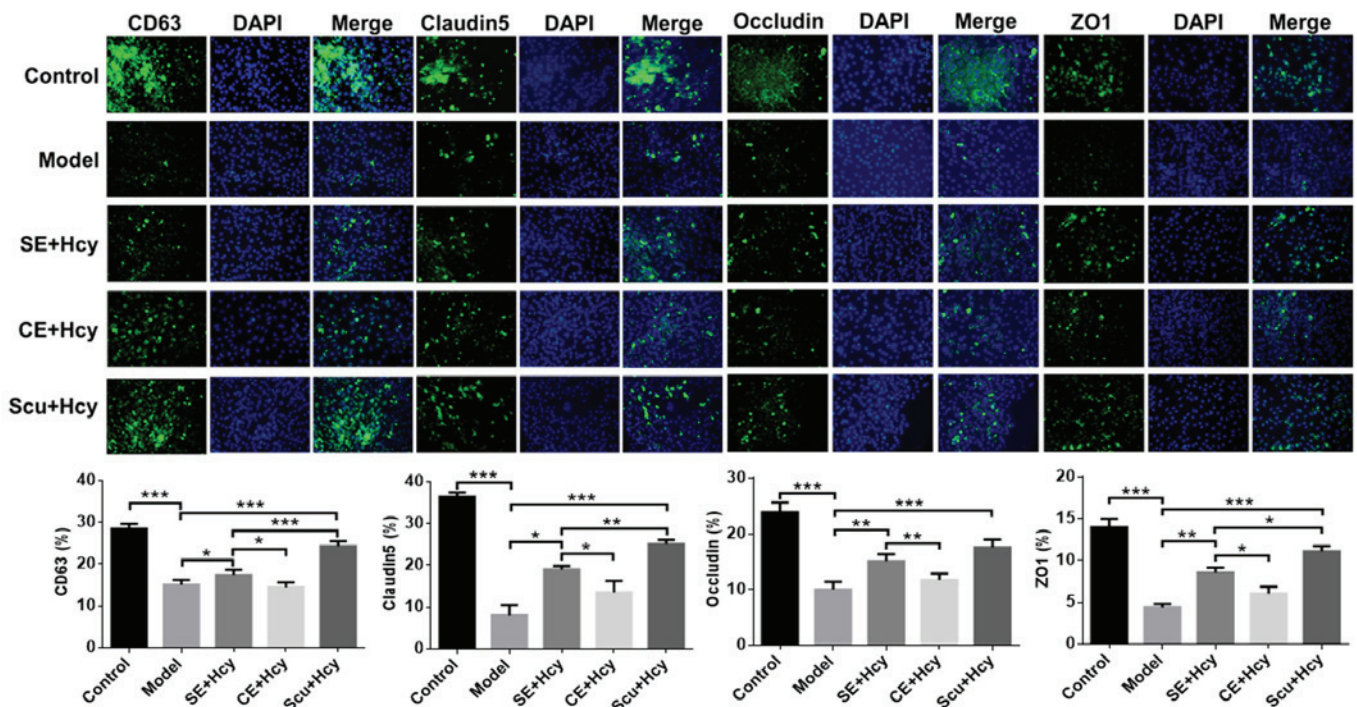 CD63 DAPI Merge Claudin5 DAPI Merge Occludin DAPI Merge ZO1 DAPI Merge
Control
Model
SE+Hcy
CE+Hcy
Scu+Hcy
CD63 (%)
40
30
20
10
0
***
***
***
*
*
Control Model SE+Hcy CE+Hcy Scu+Hcy
Claudin5 (%)
40
30
20
10
0
***
***
**
*
*
Control Model SE+Hcy CE+Hcy Scu+Hcy
Occludin (%)
30
20
10
0
***
***
**
**
Control Model SE+Hcy CE+Hcy Scu+Hcy
ZO1 (%)
20
15
10
5
0
***
***
*
**
*
Control Model SE+Hcy CE+Hcy Scu+Hcy